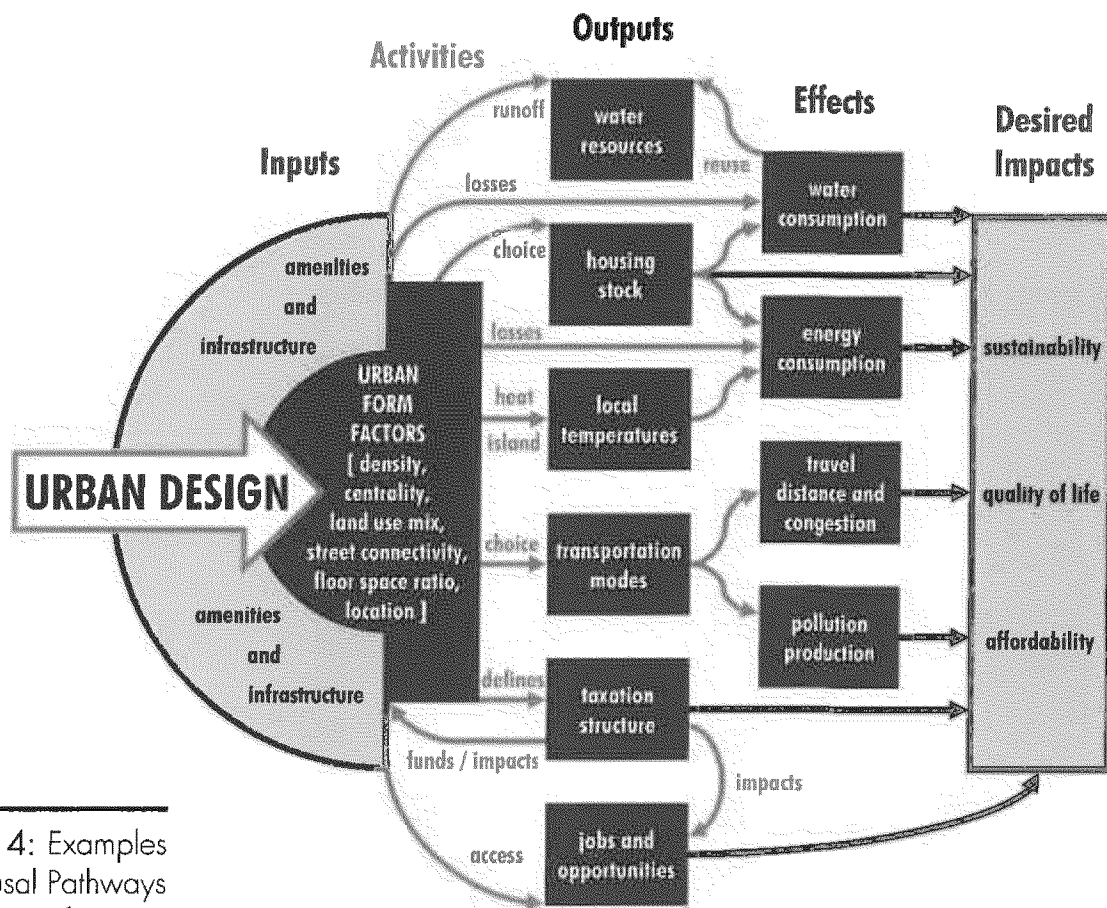 Outputs
Activities
Effects
Desired
Impacts
Inputs
runoff
water
resources
reuse
losses
water
consumption
choice
housing
stock
amenities
and
infrastructure
losses
energy
consumption
sustainability
URBAN
FORM
FACTORS
[ density,
centrality,
land use mix,
street connectivity,
floor space ratio,
location ]
heat
island
local
temperatures
URBAN DESIGN
travel
distance and
congestion
quality of life
choice
transportation
modes
amenities
and
infrastructure
pollution
production
affordability
defines
taxation
structure
funds / impacts
impacts
access
jobs and
opportunities
4: Examples
usal Pathways